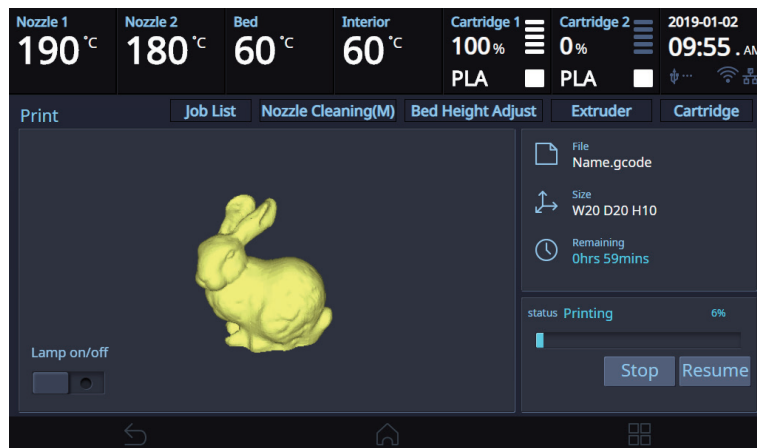 Nozzle 1
190 °C
Nozzle 2
180 °C
Bed
60 °C
Interior
60 °C
Cartridge 1
100 %
PLA
Cartridge 2
0 %
PLA
2019-01-02
09:55 . AM
Print
Job List
Nozzle Cleaning(M)
Bed Height Adjust
Extruder
Cartridge
File
Name.gcode
Size
W20 D20 H10
Remaining
0hrs 59mins
status Printing 6%
Lamp on/off
Stop
Resume